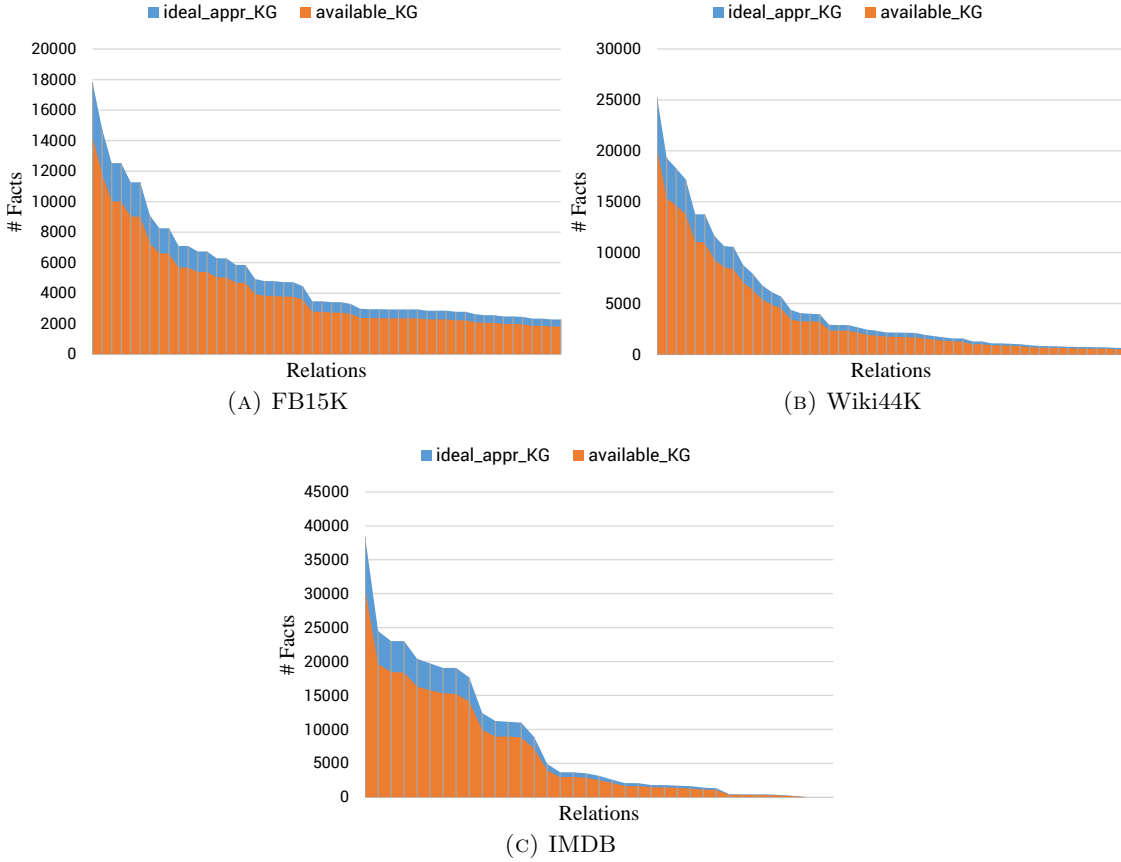 ideal_appr_KG available_KG
20000
18000
16000
14000
12000
10000
8000
6000
4000
2000
0
# Facts
Relations
(A) FB15K
ideal_appr_KG available_KG
30000
25000
20000
15000
10000
5000
0
# Facts
Relations
(B) Wiki44K
ideal_appr_KG available_KG
45000
40000
35000
30000
25000
20000
15000
10000
5000
0
# Facts
Relations
(C) IMDB